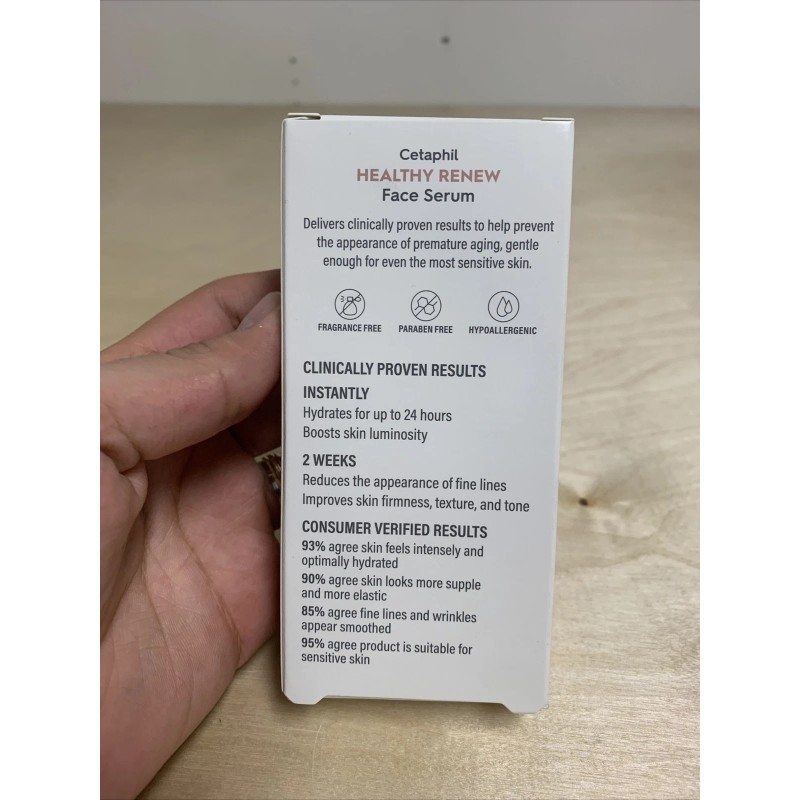 Cetaphil
HEALTHY RENEW
Face Serum
Delivers clinically proven results to help prevent
the appearance of premature aging, gentle
enough for even the most sensitive skin.
FRAGRANCE FREE PARABEN FREE HYPOALLERGENIC
CLINICALLY PROVEN RESULTS
INSTANTLY
Hydrates for up to 24 hours
Boosts skin luminosity
2 WEEKS
Reduces the appearance of fine lines
Improves skin firmness, texture, and tone
CONSUMER VERIFIED RESULTS
93% agree skin feels intensely and
optimally hydrated
90% agree skin looks more supple
and more elastic
85% agree fine lines and wrinkles
appear smoothed
95% agree product is suitable for
sensitive skin